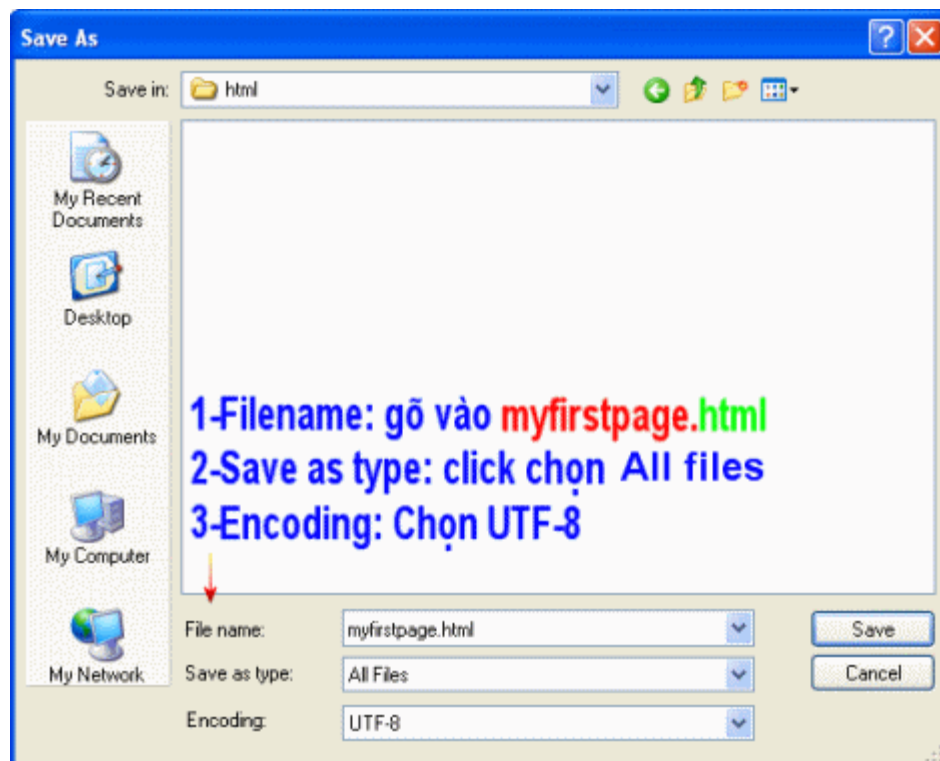 Save As
Save in: html
My Recent
Documents
Desktop
My Documents
My Computer
My Network
1-Filename: gõ vào myfirstpage.html
2-Save as type: click chọn All files
3-Encoding: Chọn UTF-8
File name: myfirstpage.html Save
Save as type: All Files Cancel
Encoding: UTF-8